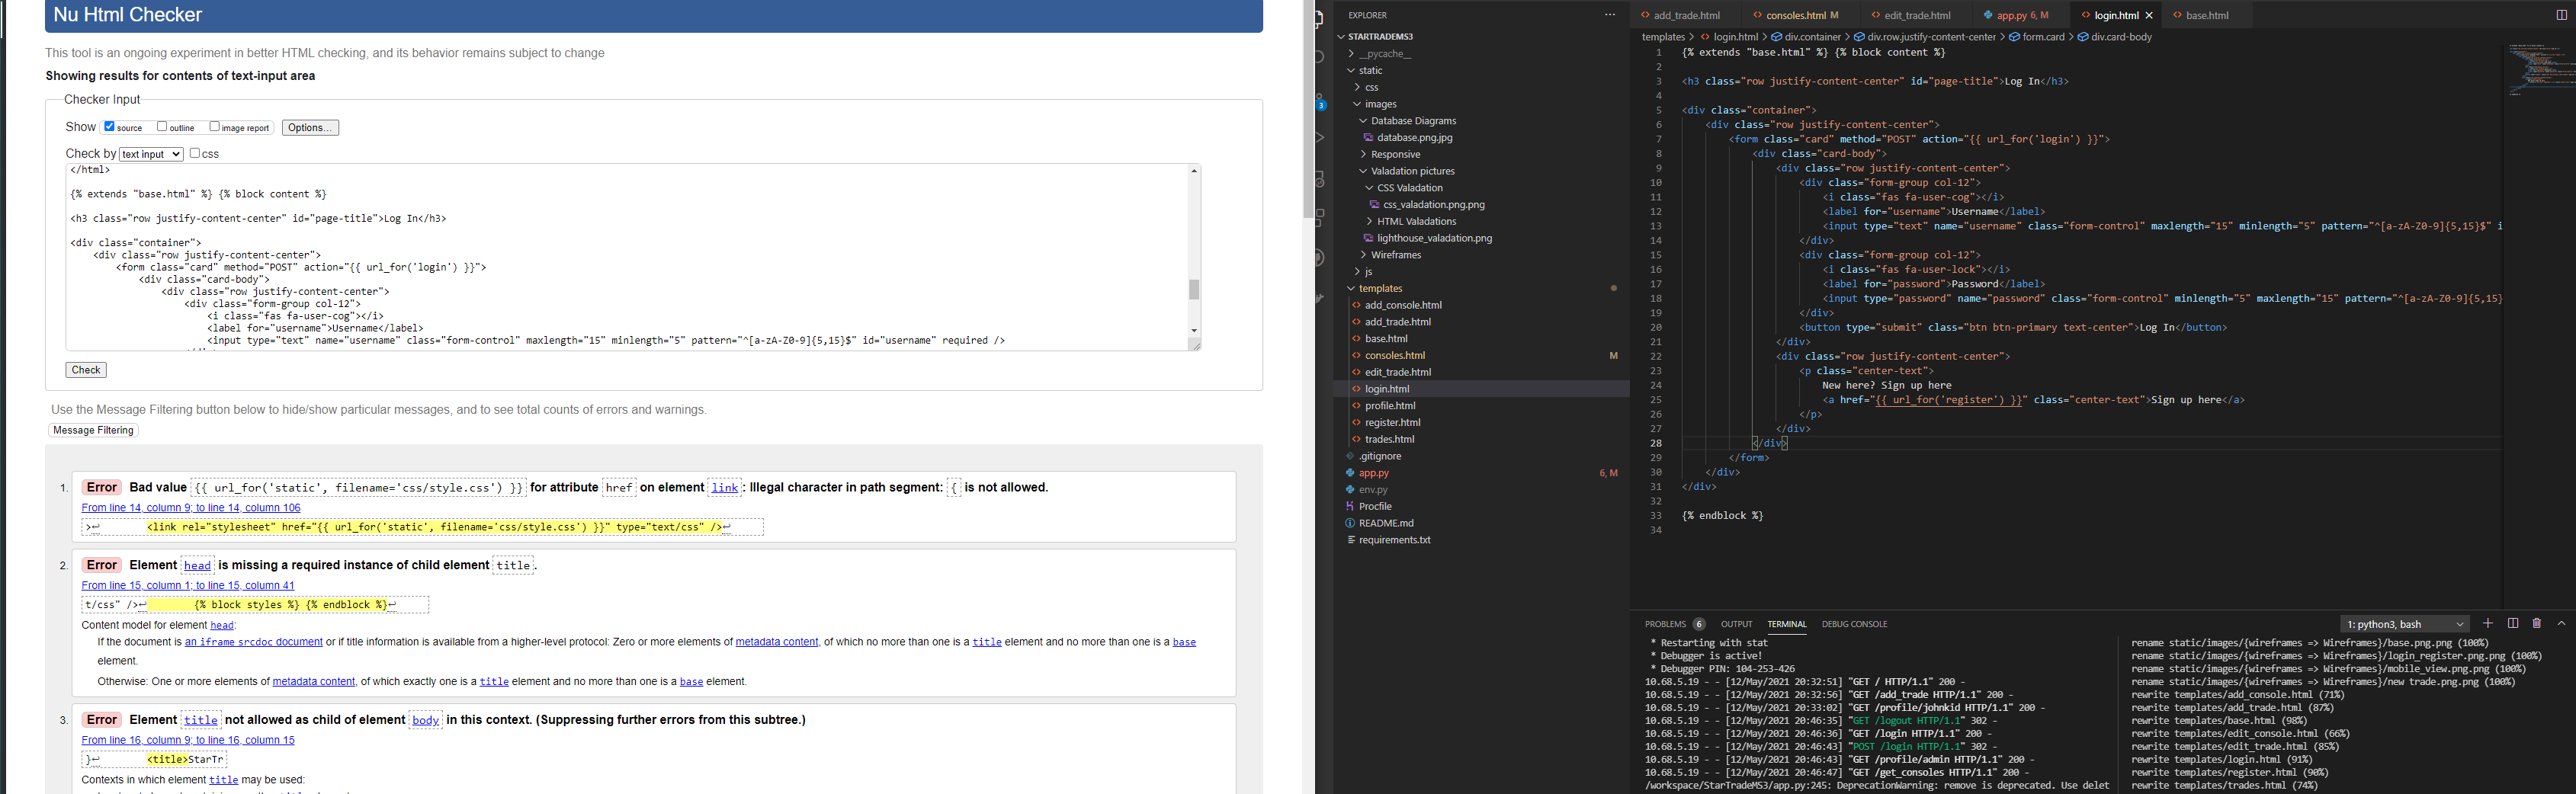 Nu Html Checker
This tool is an ongoing experiment in better HTML checking, and its behavior remains subject to change
Showing results for contents of text-input area
Checker Input
Show source outline image report Options...
Check by text input css
</html>
{% extends "base.html" %} {% block content %}
<h3 class="row justify-content-center" id="page-title">Log In</h3>
<div class="container">
<div class="row justify-content-center">
<form class="card" method="POST" action="{{ url_for('login') }}">
<div class="card-body">
<div class="row justify-content-center">
<div class="form-group col-12">
<i class="fas fa-user-cog"></i>
<label for="username">Username</label>
<input type="text" name="username" class="form-control" maxlength="15" minlength="5" pattern="^[a-zA-Z0-9]{5,15}$" id="username" required />
Check
Use the Message Filtering button below to hide/show particular messages, and to see total counts of errors and warnings.
Message Filtering
1. Error Bad value {{ url_for('static', filename='css/style.css') }} for attribute href on element link: Illegal character in path segment: { is not allowed.
From line 14, column 9; to line 14, column 106
>↩ <link rel="stylesheet" href="{{ url_for('static', filename='css/style.css') }}" type="text/css" />↩
2. Error Element head is missing a required instance of child element title.
From line 15, column 1; to line 15, column 41
t/css" />↩ {% block styles %} {% endblock %}↩
Content model for element head:
If the document is an iframe srcdoc document or if title information is available from a higher-level protocol: Zero or more elements of metadata content, of which no more than one is a title element and no more than one is a base
element.
Otherwise: One or more elements of metadata content, of which exactly one is a title element and no more than one is a base element.
3. Error Element title not allowed as child of element body in this context. (Suppressing further errors from this subtree.)
From line 16, column 9; to line 16, column 15
}↩ <title>StarTr
Contexts in which element title may be used:
3
EXPLORER ...
STARTRADEMS3
__pycache__
static
css
images
Database Diagrams
database.png.jpg
Responsive
Valadation pictures
CSS Valadation
css_valadation.png.png
HTML Valadations
lighthouse_valadation.png
Wireframes
js
templates
add_console.html
add_trade.html
base.html
consoles.html M
edit_trade.html
login.html
profile.html
register.html
trades.html
.gitignore
app.py 6, M
env.py
Procfile
README.md
requirements.txt
add_trade.html consoles.html M edit_trade.html app.py 6, M login.html base.html
templates > login.html > div.container > div.row.justify-content-center > form.card > div.card-body
1 {% extends "base.html" %} {% block content %}
2
3 <h3 class="row justify-content-center" id="page-title">Log In</h3>
4
5 <div class="container">
6 <div class="row justify-content-center">
7 <form class="card" method="POST" action="{{ url_for('login') }}">
8 <div class="card-body">
9 <div class="row justify-content-center">
10 <div class="form-group col-12">
11 <i class="fas fa-user-cog"></i>
12 <label for="username">Username</label>
13 <input type="text" name="username" class="form-control" maxlength="15" minlength="5" pattern="^[a-zA-Z0-9]{5,15}$" i
14 </div>
15 <div class="form-group col-12">
16 <i class="fas fa-user-lock"></i>
17 <label for="password">Password</label>
18 <input type="password" name="password" class="form-control" minlength="5" maxlength="15" pattern="^[a-zA-Z0-9]{5,15}
19 </div>
20 <button type="submit" class="btn btn-primary text-center">Log In</button>
21 </div>
22 <div class="row justify-content-center">
23 <p class="center-text">
24 New here? Sign up here
25 <a href="{{ url_for('register') }}" class="center-text">Sign up here</a>
26 </p>
27 </div>
28 </div>
29 </form>
30 </div>
31 </div>
32
33 {% endblock %}
34
PROBLEMS 6 OUTPUT TERMINAL DEBUG CONSOLE 1: python3, bash
* Restarting with stat
* Debugger is active!
* Debugger PIN: 104-253-426
10.68.5.19 - - [12/May/2021 20:32:51] "GET / HTTP/1.1" 200 -
10.68.5.19 - - [12/May/2021 20:32:56] "GET /add_trade HTTP/1.1" 200 -
10.68.5.19 - - [12/May/2021 20:33:02] "GET /profile/johnkid HTTP/1.1" 200 -
10.68.5.19 - - [12/May/2021 20:46:35] "GET /logout HTTP/1.1" 302 -
10.68.5.19 - - [12/May/2021 20:46:36] "GET /login HTTP/1.1" 200 -
10.68.5.19 - - [12/May/2021 20:46:43] "POST /login HTTP/1.1" 302 -
10.68.5.19 - - [12/May/2021 20:46:43] "GET /profile/admin HTTP/1.1" 200 -
10.68.5.19 - - [12/May/2021 20:46:47] "GET /get_consoles HTTP/1.1" 200 -
/workspace/StarTradeMS3/app.py:245: DeprecationWarning: remove is deprecated. Use delet
rename static/images/{wireframes => Wireframes}/base.png.png (100%)
rename static/images/{wireframes => Wireframes}/login_register.png.png (100%)
rename static/images/{wireframes => Wireframes}/mobile_view.png.png (100%)
rename static/images/{wireframes => Wireframes}/new trade.png.png (100%)
rewrite templates/add_console.html (71%)
rewrite templates/add_trade.html (87%)
rewrite templates/base.html (98%)
rewrite templates/edit_console.html (66%)
rewrite templates/edit_trade.html (85%)
rewrite templates/login.html (91%)
rewrite templates/register.html (90%)
rewrite templates/trades.html (74%)